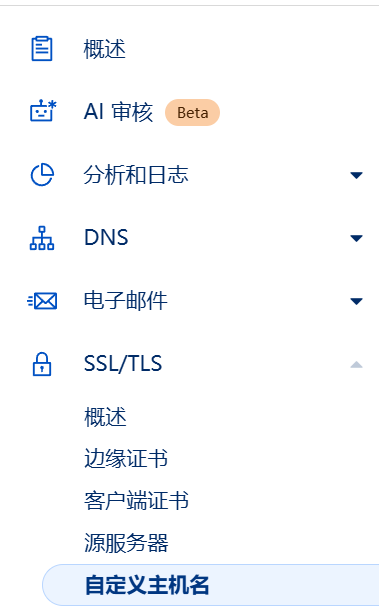 概述
AI 审核 Beta
分析和日志
DNS
电子邮件
SSL/TLS
概述
边缘证书
客户端证书
源服务器
自定义主机名